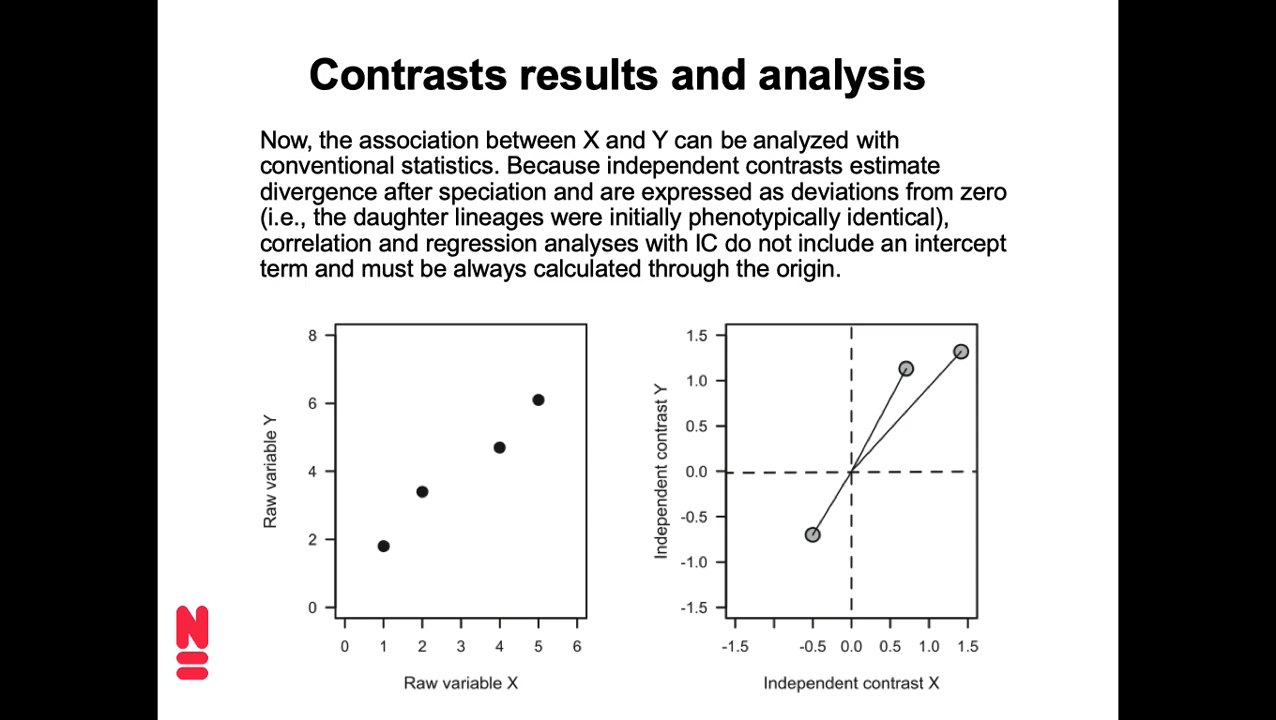 Contrasts results and analysis
Now, the association between X and Y can be analyzed with
conventional statistics. Because independent contrasts estimate
divergence after speciation and are expressed as deviations from zero
(i.e., the daughter lineages were initially phenotypically identical),
correlation and regression analyses with IC do not include an intercept
term and must be always calculated through the origin.
8
6
4
2
0
Raw variable Y
0 1 2 3 4 5 6
Raw variable X
1.5
1.0
0.5
0.0
-0.5
-1.0
-1.5
Independent contrast Y
-1.5 -0.5 0.0 0.5 1.0 1.5
Independent contrast X